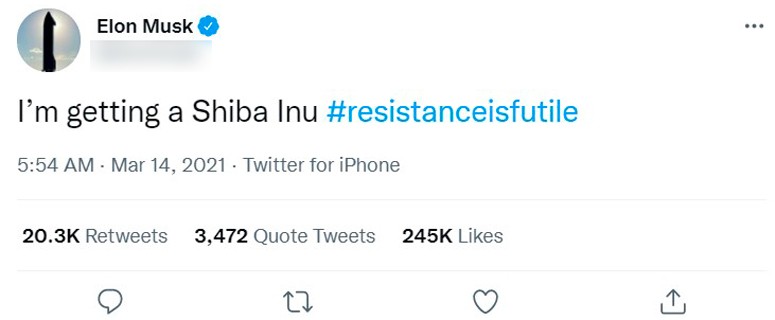 Elon Musk
I’m getting a Shiba Inu #resistanceisfutile
5:54 AM · Mar 14, 2021 · Twitter for iPhone
20.3K Retweets 3,472 Quote Tweets 245K Likes